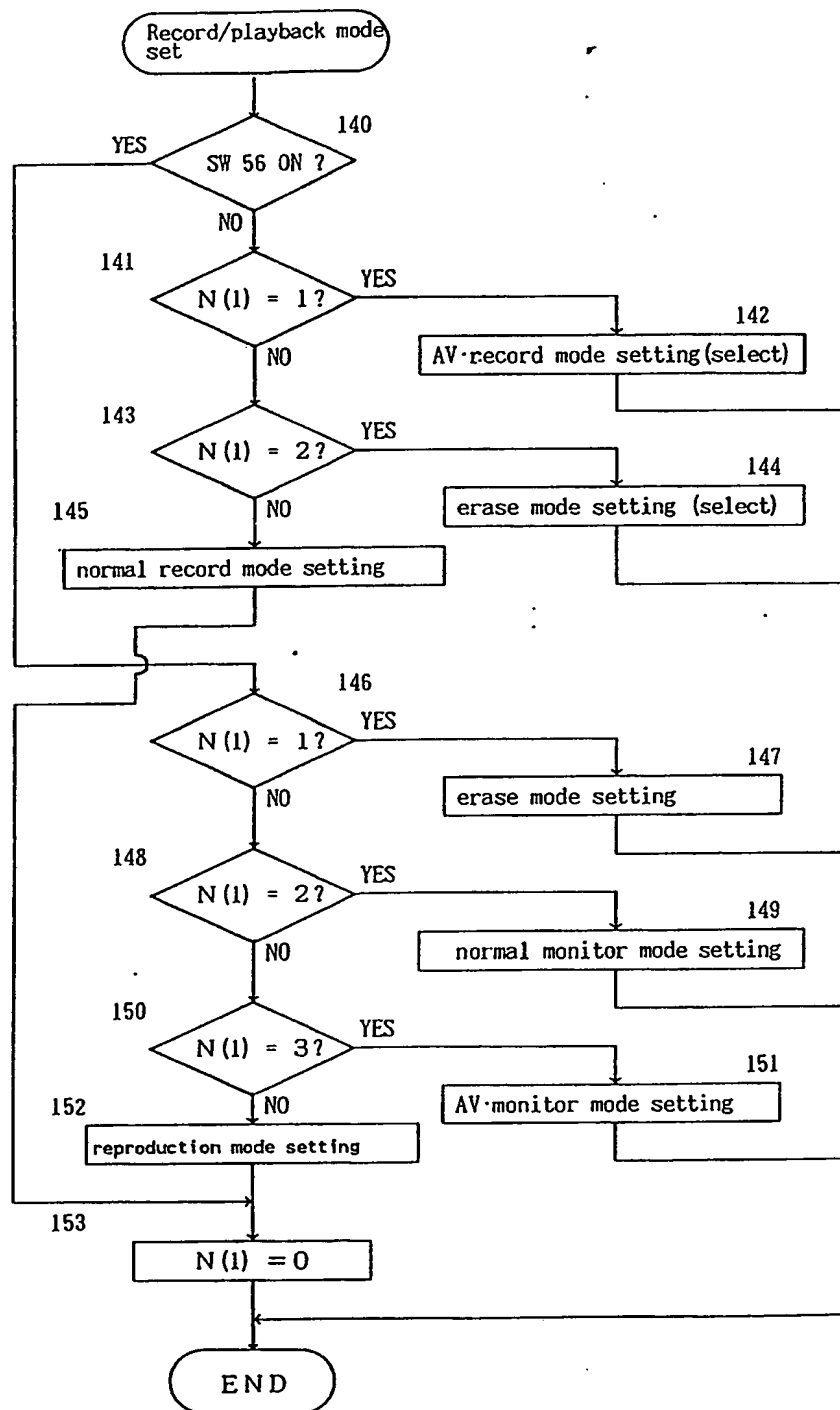 Record/playback mode
set
140
YES
SW 56 ON ?
NO
141
YES
N(1) = 1?
142
NO
AV·record mode setting(select)
143
YES
N(1) = 2?
144
NO
erase mode setting (select)
145
normal record mode setting
146
YES
N(1) = 1?
147
NO
erase mode setting
148
YES
N(1) = 2?
149
NO
normal monitor mode setting
150
YES
N(1) = 3?
151
NO
AV·monitor mode setting
152
reproduction mode setting
153
N(1) = 0
END